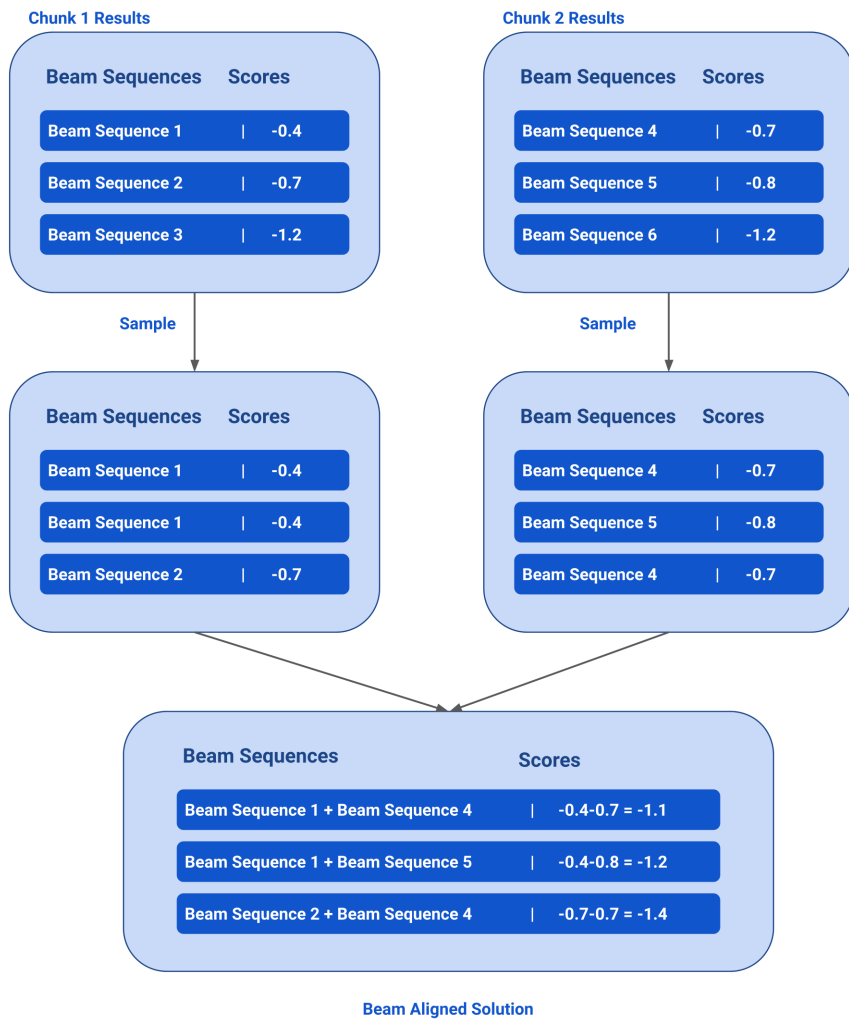 Chunk 1 Results
Beam Sequences Scores
Beam Sequence 1 | -0.4
Beam Sequence 2 | -0.7
Beam Sequence 3 | -1.2
Chunk 2 Results
Beam Sequences Scores
Beam Sequence 4 | -0.7
Beam Sequence 5 | -0.8
Beam Sequence 6 | -1.2
Sample
Sample
Beam Sequences Scores
Beam Sequence 1 | -0.4
Beam Sequence 1 | -0.4
Beam Sequence 2 | -0.7
Beam Sequences Scores
Beam Sequence 4 | -0.7
Beam Sequence 5 | -0.8
Beam Sequence 4 | -0.7
Beam Sequences Scores
Beam Sequence 1 + Beam Sequence 4 | -0.4-0.7 = -1.1
Beam Sequence 1 + Beam Sequence 5 | -0.4-0.8 = -1.2
Beam Sequence 2 + Beam Sequence 4 | -0.7-0.7 = -1.4
Beam Aligned Solution